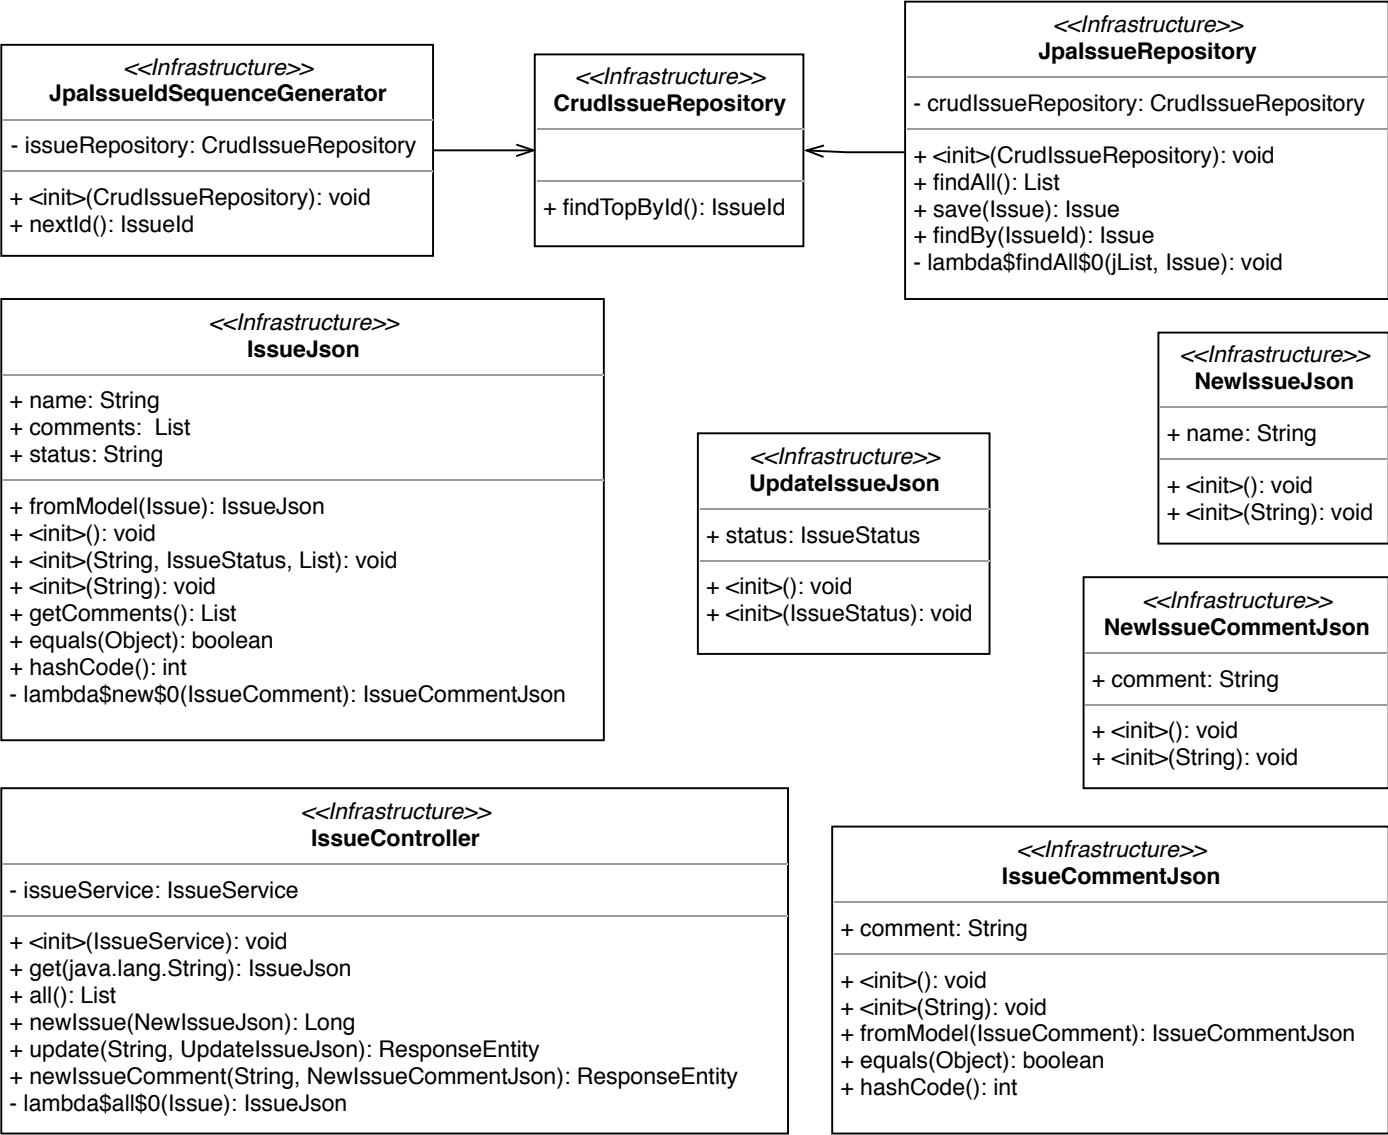 <<Infrastructure>>
JpaIssueIdSequenceGenerator
- issueRepository: CrudIssueRepository
+ <init>(CrudIssueRepository): void
+ nextId(): IssueId
<<Infrastructure>>
CrudIssueRepository
+ findTopById(): IssueId
<<Infrastructure>>
JpaIssueRepository
- crudIssueRepository: CrudIssueRepository
+ <init>(CrudIssueRepository): void
+ findAll(): List
+ save(Issue): Issue
+ findBy(IssueId): Issue
- lambda$findAll$0(jList, Issue): void
<<Infrastructure>>
IssueJson
+ name: String
+ comments:  List
+ status: String
+ fromModel(Issue): IssueJson
+ <init>(): void
+ <init>(String, IssueStatus, List): void
+ <init>(String): void
+ getComments(): List
+ equals(Object): boolean
+ hashCode(): int
- lambda$new$0(IssueComment): IssueCommentJson
<<Infrastructure>>
UpdateIssueJson
+ status: IssueStatus
+ <init>(): void
+ <init>(IssueStatus): void
<<Infrastructure>>
NewIssueJson
+ name: String
+ <init>(): void
+ <init>(String): void
<<Infrastructure>>
NewIssueCommentJson
+ comment: String
+ <init>(): void
+ <init>(String): void
<<Infrastructure>>
IssueController
- issueService: IssueService
+ <init>(IssueService): void
+ get(java.lang.String): IssueJson
+ all(): List
+ newIssue(NewIssueJson): Long
+ update(String, UpdateIssueJson): ResponseEntity
+ newIssueComment(String, NewIssueCommentJson): ResponseEntity
- lambda$all$0(Issue): IssueJson
<<Infrastructure>>
IssueCommentJson
+ comment: String
+ <init>(): void
+ <init>(String): void
+ fromModel(IssueComment): IssueCommentJson
+ equals(Object): boolean
+ hashCode(): int